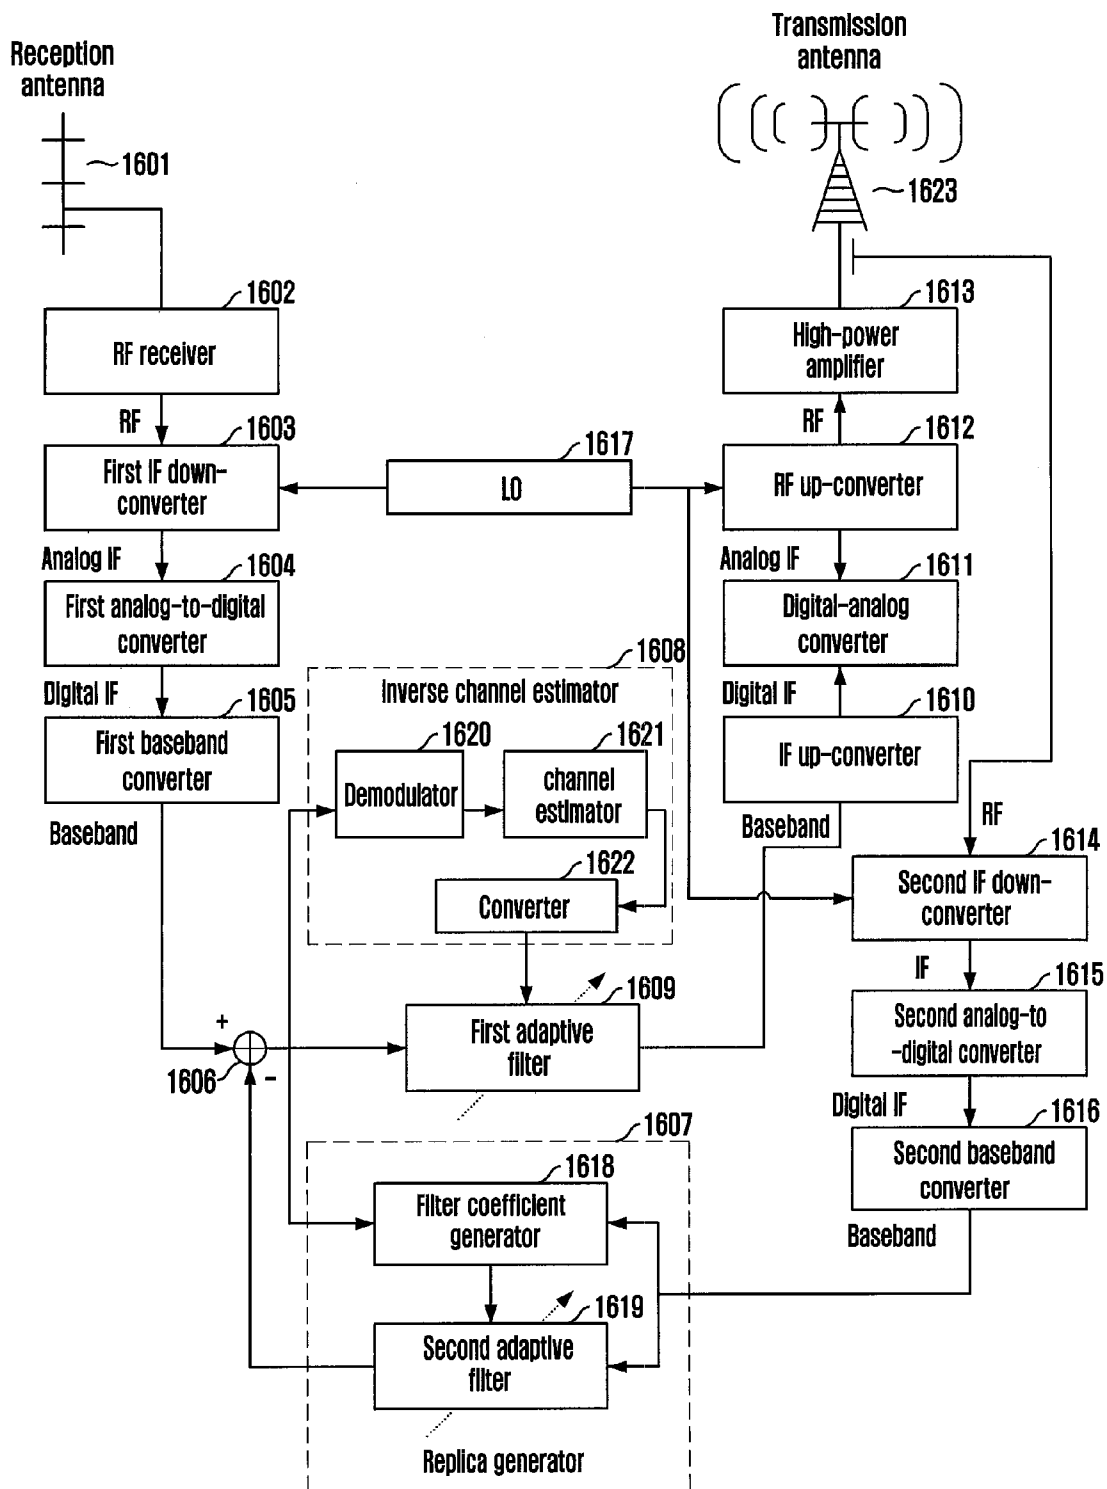 Reception
antenna
1601
Transmission
antenna
1623
1602
RF receiver
RF
1603
First IF down-
converter
Analog IF
1604
First analog-to-digital
converter
Digital IF
1605
First baseband
converter
Baseband
1617
LO
1613
High-power
amplifier
RF
1612
RF up-converter
Analog IF
1611
Digital-analog
converter
Digital IF
1610
IF up-converter
Baseband
1608
Inverse channel estimator
1620
Demodulator
1621
channel
estimator
1622
Converter
RF
1614
Second IF down-
converter
IF
1615
Second analog-to
-digital converter
Digital IF
1616
Second baseband
converter
Baseband
+
1606
-
1609
First adaptive
filter
1607
1618
Filter coefficient
generator
1619
Second adaptive
filter
Replica generator